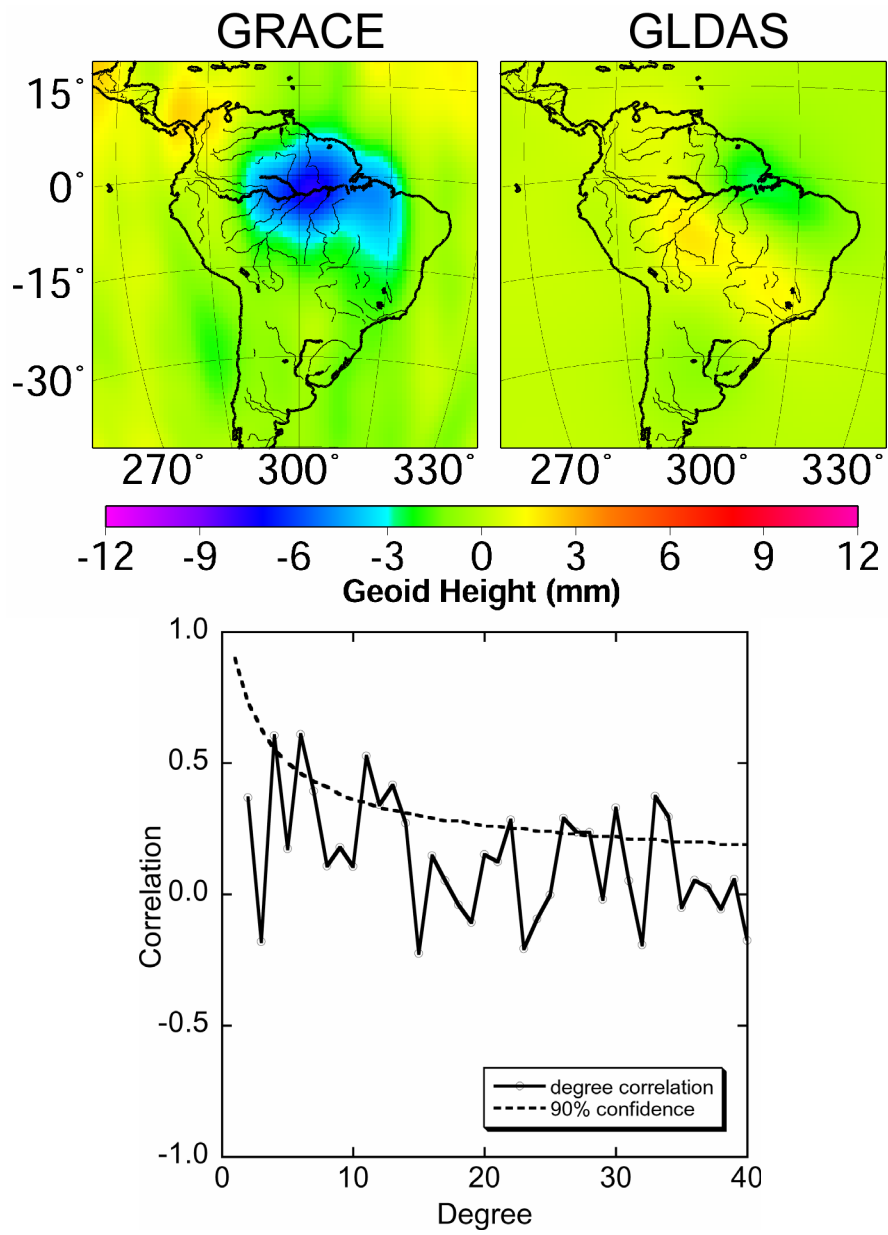 GRACE GLDAS
15°
0°
-15°
-30°
270° 300° 330° 270° 300° 330°
-12 -9 -6 -3 0 3 6 9 12
Geoid Height (mm)
1.0
0.5
0.0
-0.5
-1.0
Correlation
degree correlation
90% confidence
0 10 20 30 40
Degree